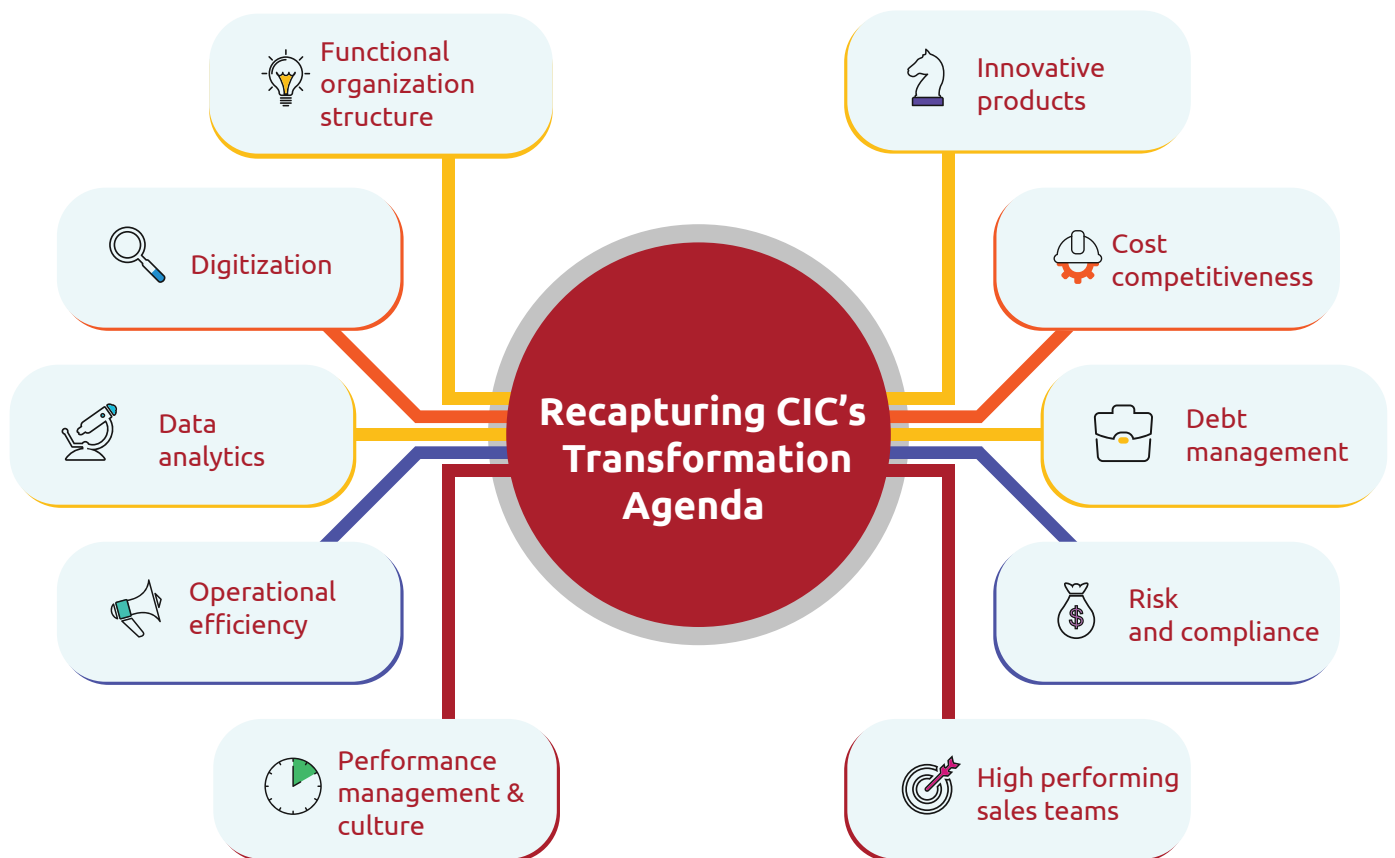 Functional
organization
structure
Innovative
products
Digitization
Cost
competitiveness
Data
analytics
Recapturing CIC’s
Transformation
Agenda
Debt
management
Operational
efficiency
Risk
and compliance
$
Performance
management &
culture
High performing
sales teams